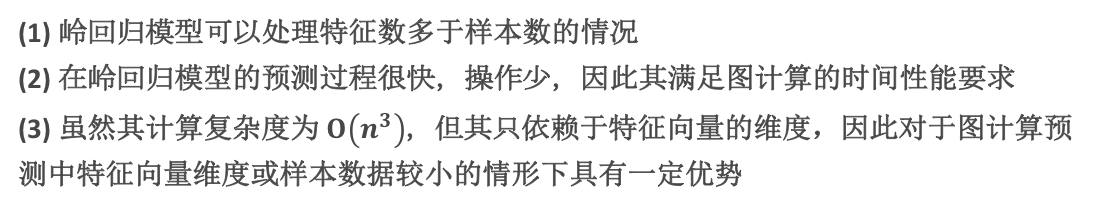 (1) 岭回归模型可以处理特征数多于样本数的情况
(2) 在岭回归模型的预测过程很快，操作少，因此其满足图计算的时间性能要求
(3) 虽然其计算复杂度为 O(n³)，但其只依赖于特征向量的维度，因此对于图计算预
测中特征向量维度或样本数据较小的情形下具有一定优势